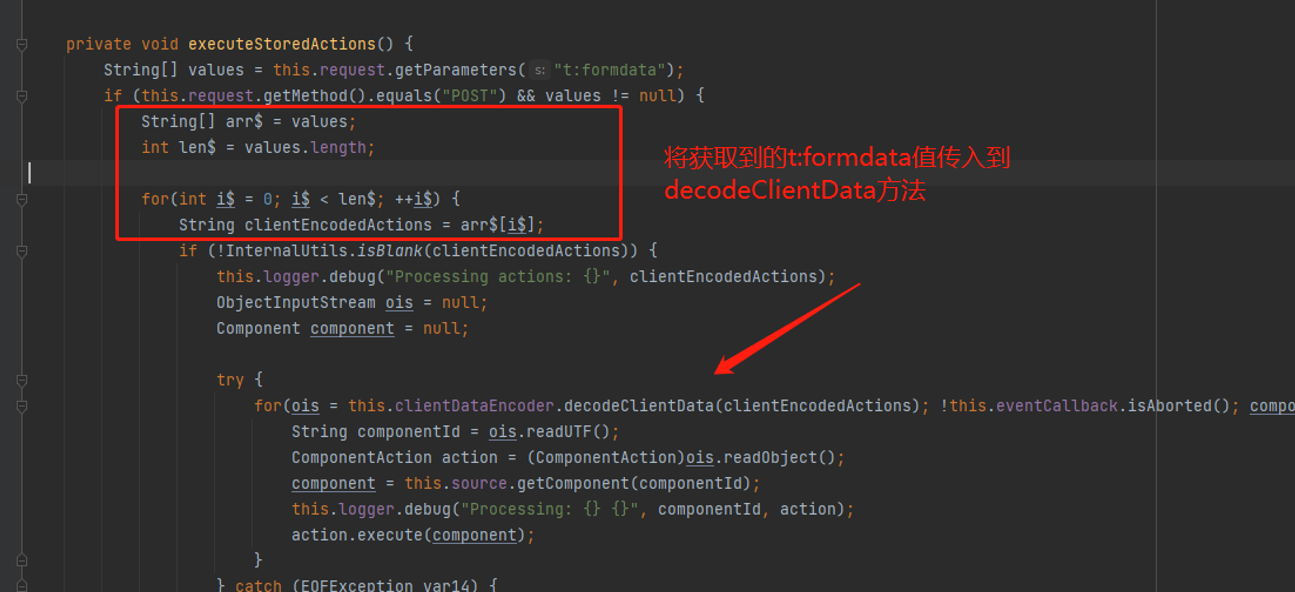 private void executeStoredActions() {
String[] values = this.request.getParameters( s: "t:formdata");
if (this.request.getMethod().equals("POST") && values != null) {
String[] arr$ = values;
int len$ = values.length;
将获取到的t:formdata值传入到
decodeClientData方法
for(int i$ = 0; i$ < len$; ++i$) {
String clientEncodedActions = arr$[i$];
if (!InternalUtils.isBlank(clientEncodedActions)) {
this.logger.debug("Processing actions: {}", clientEncodedActions);
ObjectInputStream ois = null;
Component component = null;
try {
for(ois = this.clientDataEncoder.decodeClientData(clientEncodedActions); !this.eventCallback.isAborted(); compo
String componentId = ois.readUTF();
ComponentAction action = (ComponentAction)ois.readObject();
component = this.source.getComponent(componentId);
this.logger.debug("Processing: {} {}", componentId, action);
action.execute(component);
}
} catch (EOFException var14) {